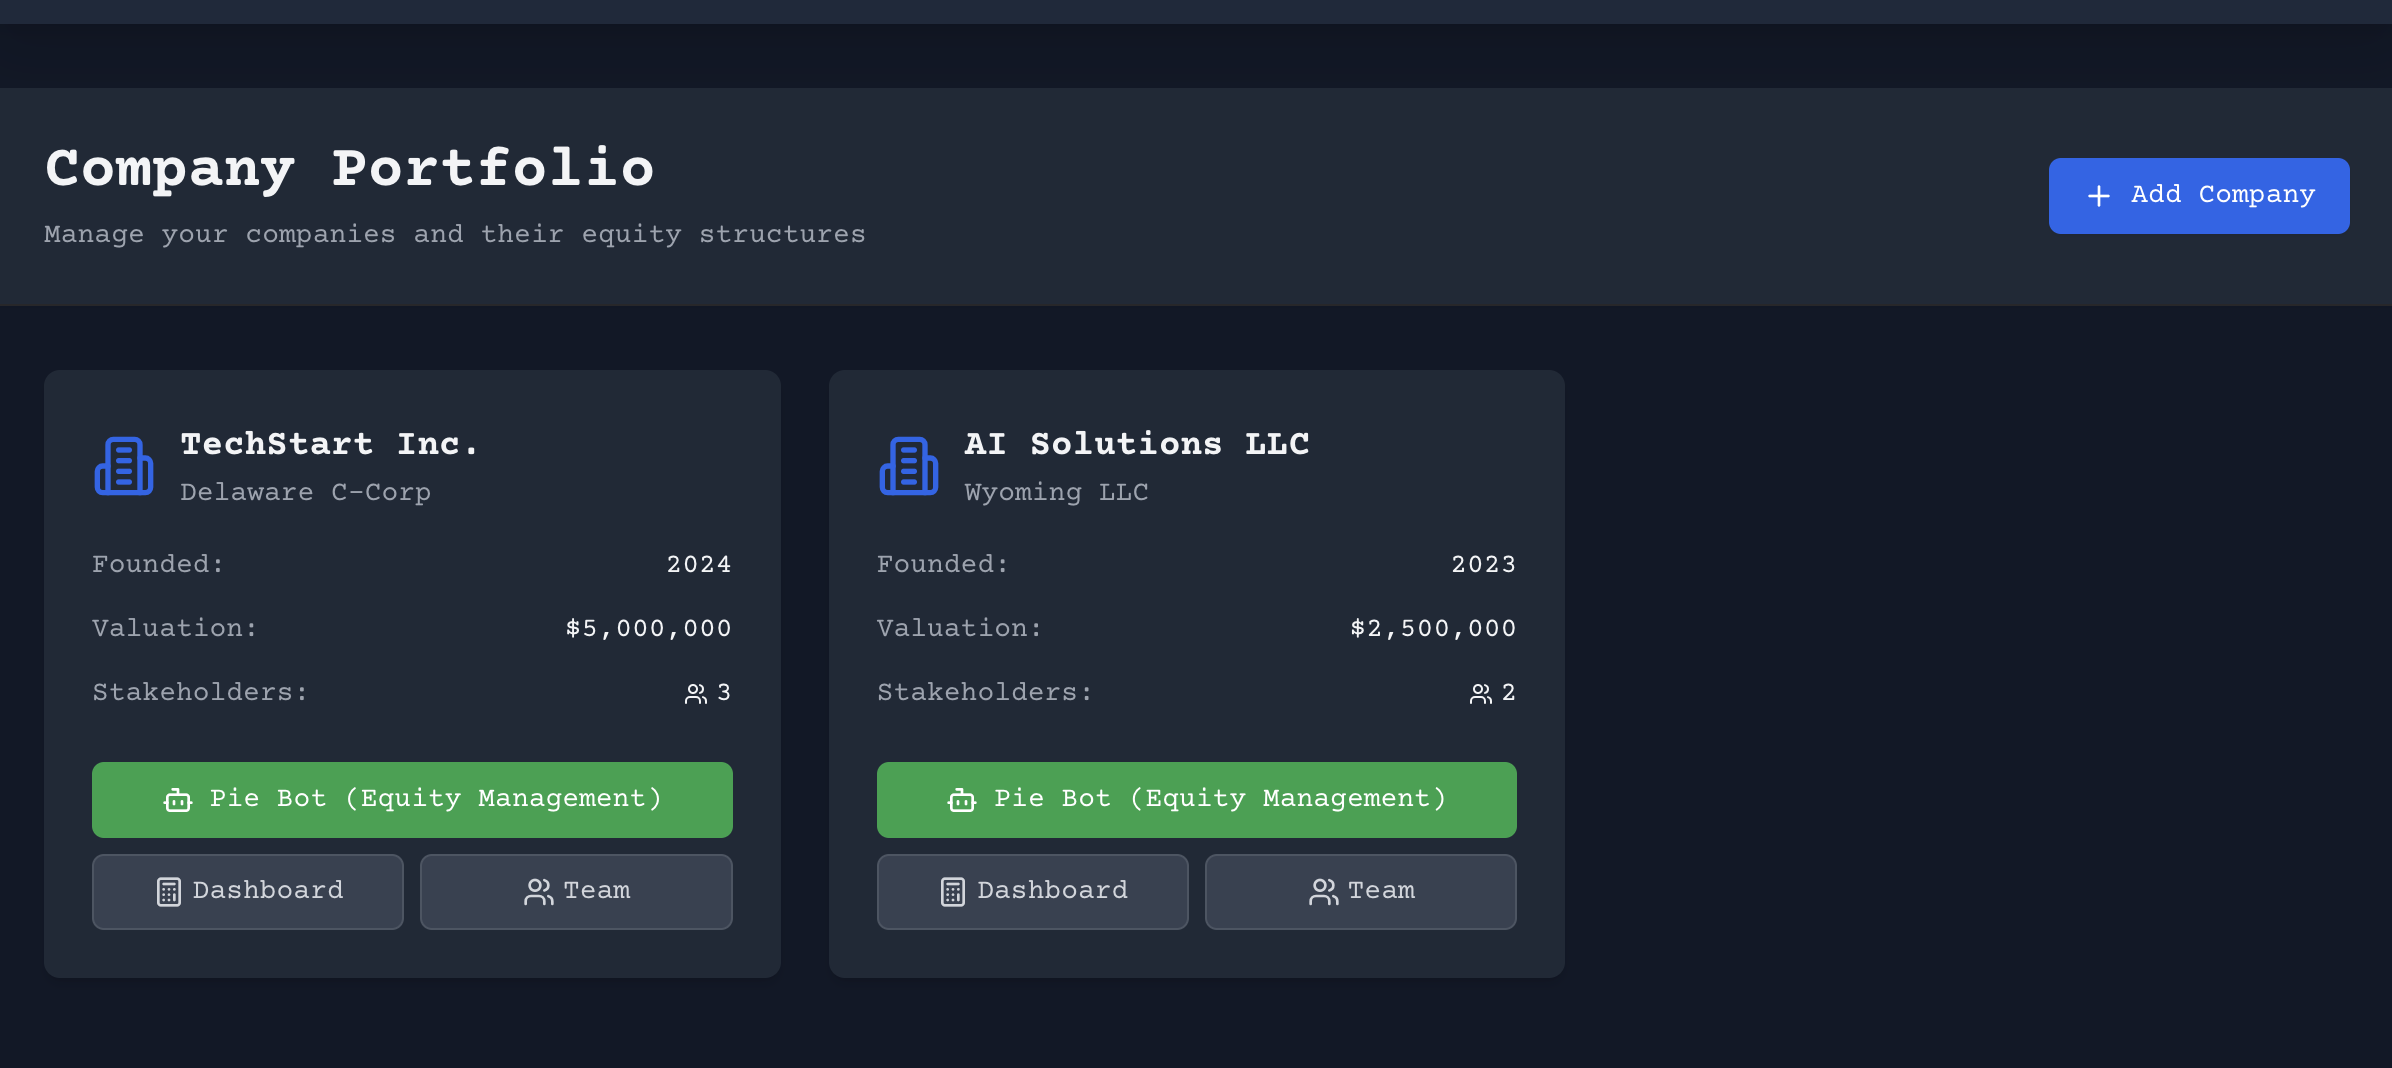 Company Portfolio
Manage your companies and their equity structures
Add Company
TechStart Inc.
Delaware C-Corp
Founded: 2024
Valuation: $5,000,000
Stakeholders: 3
Pie Bot (Equity Management)
Dashboard
Team
AI Solutions LLC
Wyoming LLC
Founded: 2023
Valuation: $2,500,000
Stakeholders: 2
Pie Bot (Equity Management)
Dashboard
Team